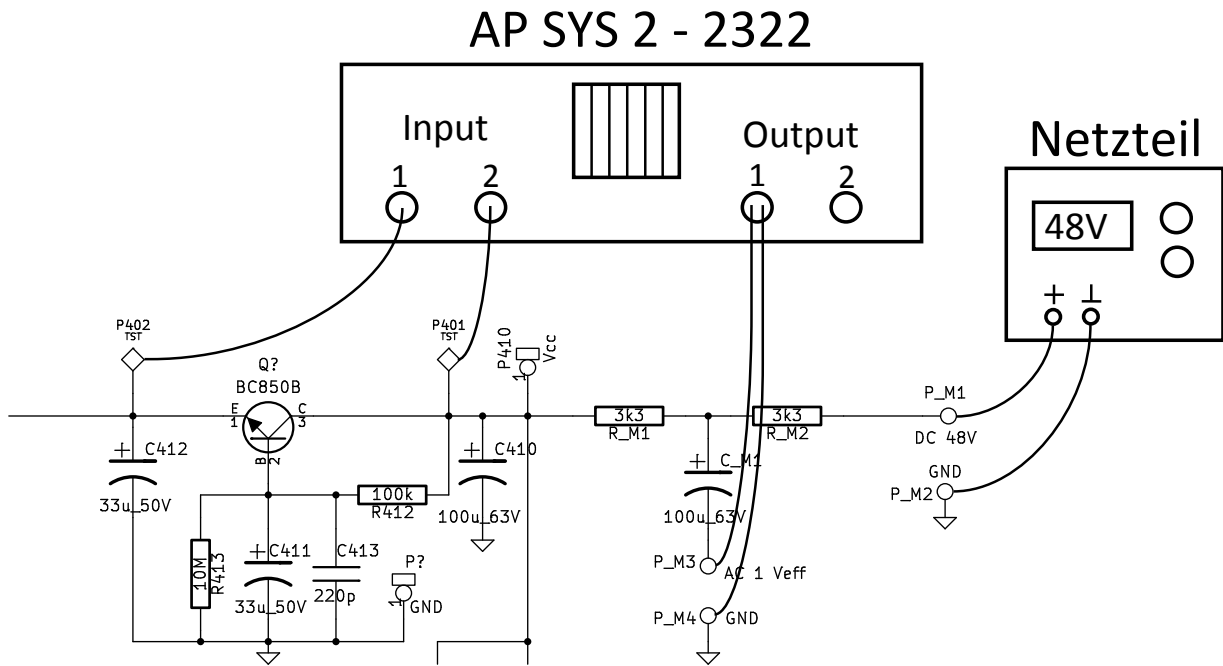 AP SYS 2 - 2322
Input
Output
1
2
1
2
Netzteil
48V
+
⊥
P402
TST
P401
TST
P410
Vcc
1
Q?
BC850B
E
1
C
3
B
2
3k3
R_M1
3k3
R_M2
P_M1
DC 48V
GND
P_M2
+
C412
33u_50V
+
C410
100u_63V
+
C_M1
100u_63V
100k
R412
10M
R413
+
C411
33u_50V
C413
220p
P?
1
GND
P_M3
AC 1 Veff
P_M4
GND